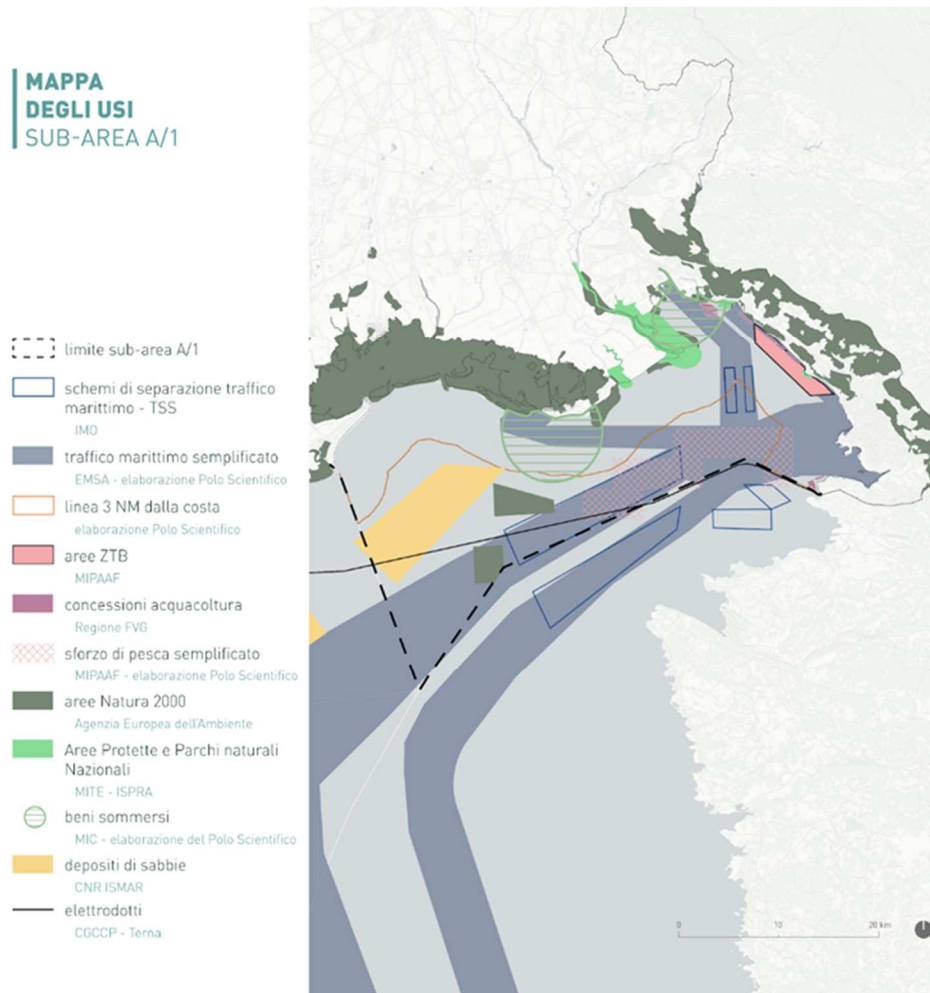 MAPPA
DEGLI USI
SUB-AREA A/1
limite sub-area A/1
schemi di separazione traffico
marittimo - TSS
IMO
traffico marittimo semplificato
EMSA - elaborazione Polo Scientifico
linea 3 NM dalla costa
elaborazione Polo Scientifico
aree ZTB
MIPAAF
concessioni acquacoltura
Regione FVG
sforzo di pesca semplificato
MIPAAF - elaborazione Polo Scientifico
aree Natura 2000
Agenzia Europea dell'Ambiente
Aree Protette e Parchi naturali
Nazionali
MITE - ISPRA
beni sommersi
MIC - elaborazione del Polo Scientifico
depositi di sabbie
CNR ISMAR
elettrodotti
CGCCP - Terna
0 10 20 km